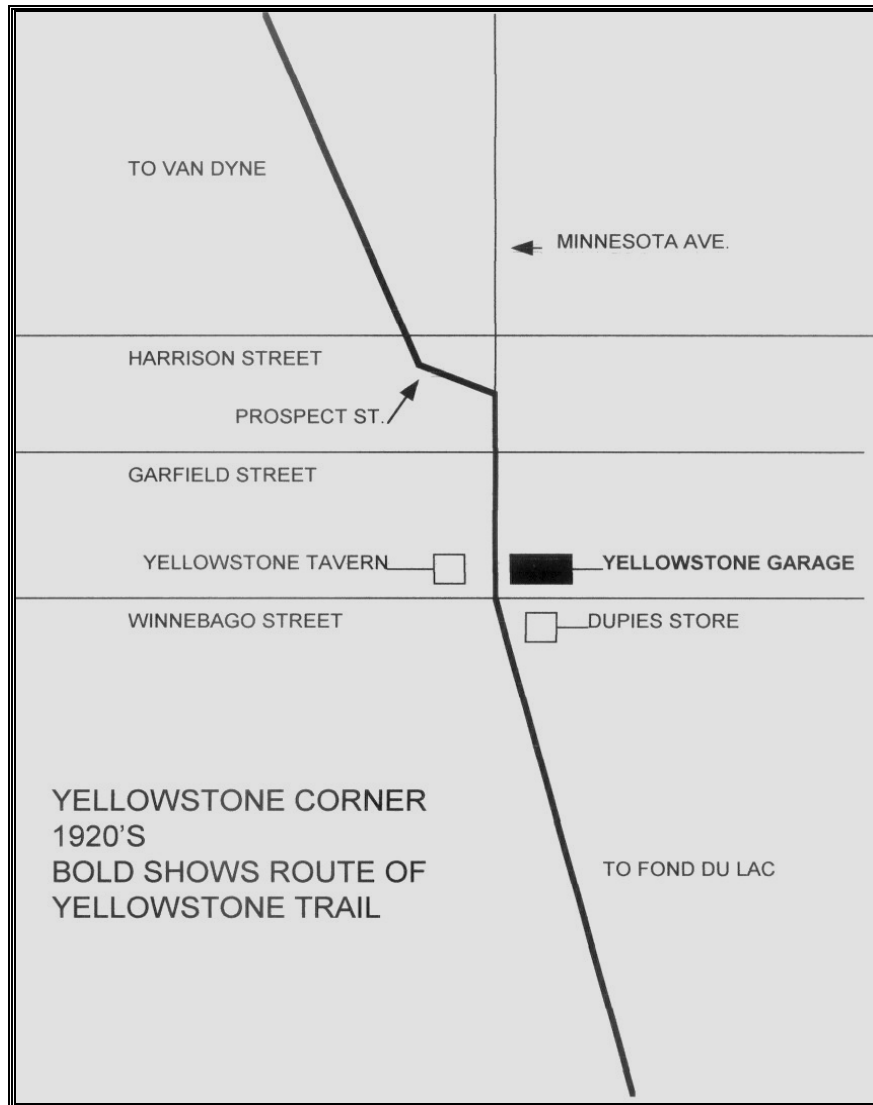 TO VAN DYNE
MINNESOTA AVE.
HARRISON STREET
PROSPECT ST.
GARFIELD STREET
YELLOWSTONE TAVERN
YELLOWSTONE GARAGE
WINNEBAGO STREET
DUPIES STORE
YELLOWSTONE CORNER
1920'S
BOLD SHOWS ROUTE OF
YELLOWSTONE TRAIL
TO FOND DU LAC